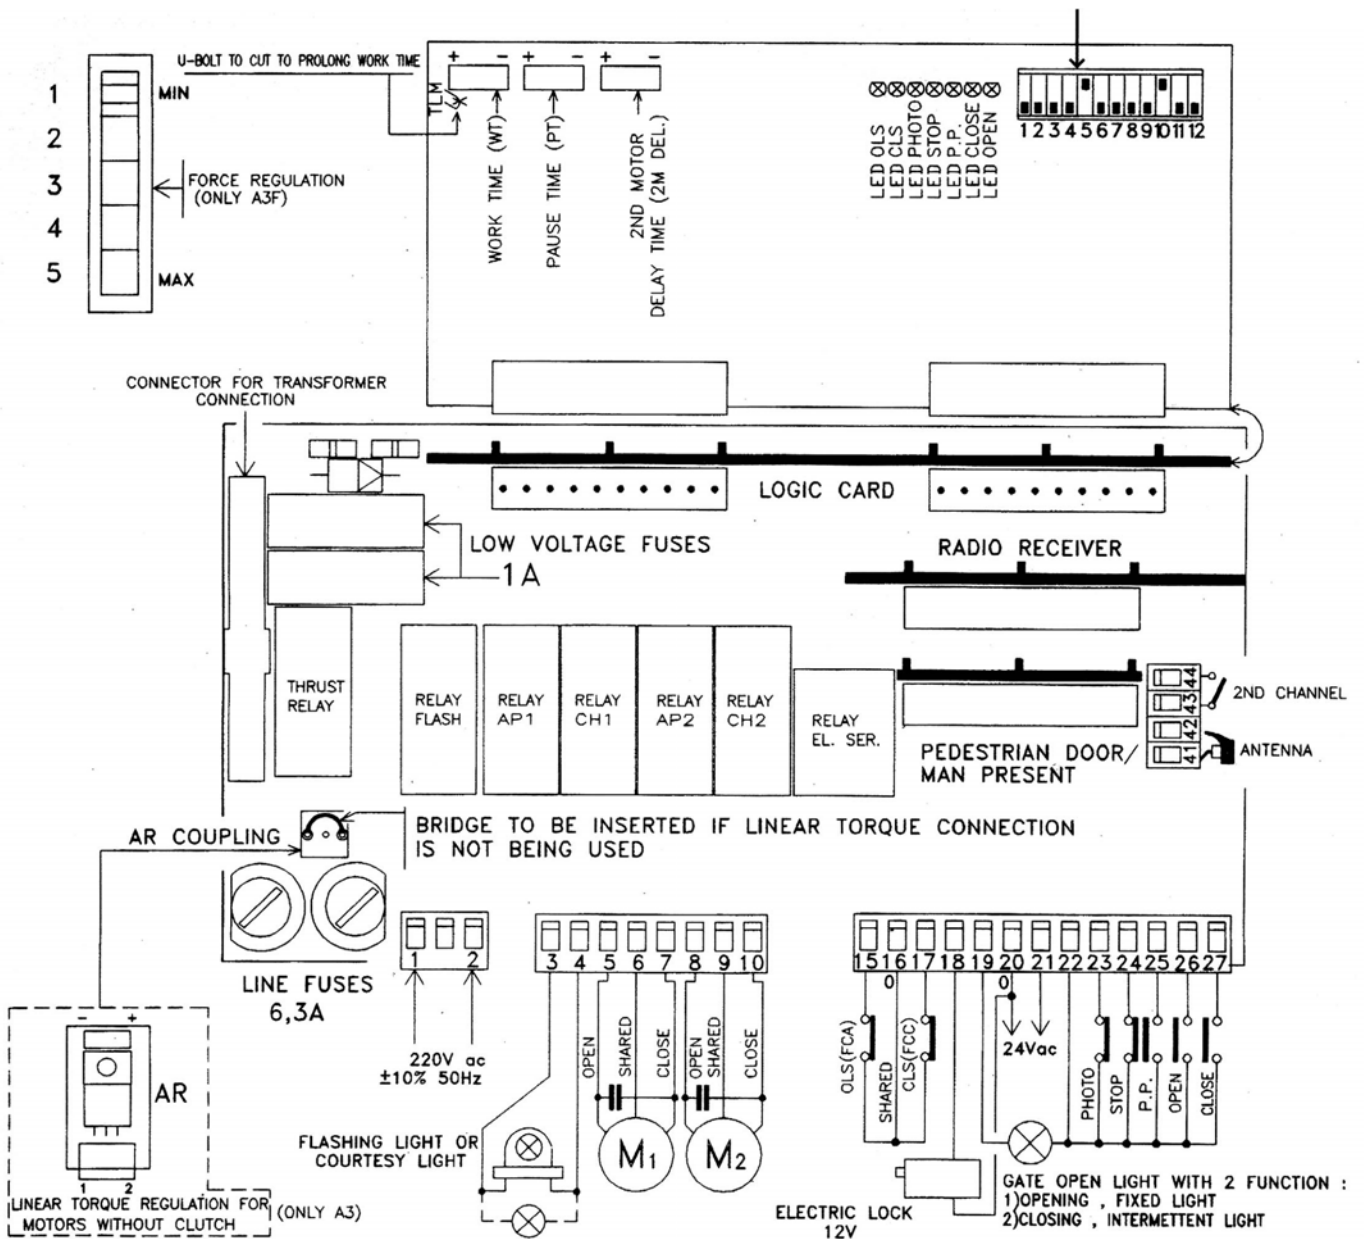 U-BOLT TO CUT TO PROLONG WORK TIME
1 MIN
2
3
4
5 MAX
FORCE REGULATION
(ONLY A3F)
+ -
+ -
+ -
TLM
WORK TIME (WT)
PAUSE TIME (PT)
2ND MOTOR
DELAY TIME (2M DEL.)
LED OLS
LED CLS
LED PHOTO
LED STOP
LED P.P.
LED CLOSE
LED OPEN
1 2 3 4 5 6 7 8 9 10 11 12
CONNECTOR FOR TRANSFORMER
CONNECTION
LOGIC CARD
LOW VOLTAGE FUSES
1A
RADIO RECEIVER
THRUST
RELAY
RELAY
FLASH
RELAY
AP1
RELAY
CH1
RELAY
AP2
RELAY
CH2
RELAY
EL. SER.
PEDESTRIAN DOOR/
MAN PRESENT
44
43
42
41
2ND CHANNEL
ANTENNA
AR COUPLING
BRIDGE TO BE INSERTED IF LINEAR TORQUE CONNECTION
IS NOT BEING USED
LINE FUSES
6,3A
1 2
220V ac
±10% 50Hz
3 4 5 6 7 8 9 10
OPEN
SHARED
CLOSE
OPEN
SHARED
CLOSE
M1
M2
FLASHING LIGHT OR
COURTESY LIGHT
15 16 17 18 19 20 21 22 23 24 25 26 27
0 0
OLS(FCA)
SHARED
CLS(FCC)
24Vac
PHOTO
STOP
P.P.
OPEN
CLOSE
ELECTRIC LOCK
12V
GATE OPEN LIGHT WITH 2 FUNCTION :
1)OPENING , FIXED LIGHT
2)CLOSING , INTERMETTENT LIGHT
- +
AR
1 2
LINEAR TORQUE REGULATION FOR
MOTORS WITHOUT CLUTCH
(ONLY A3)